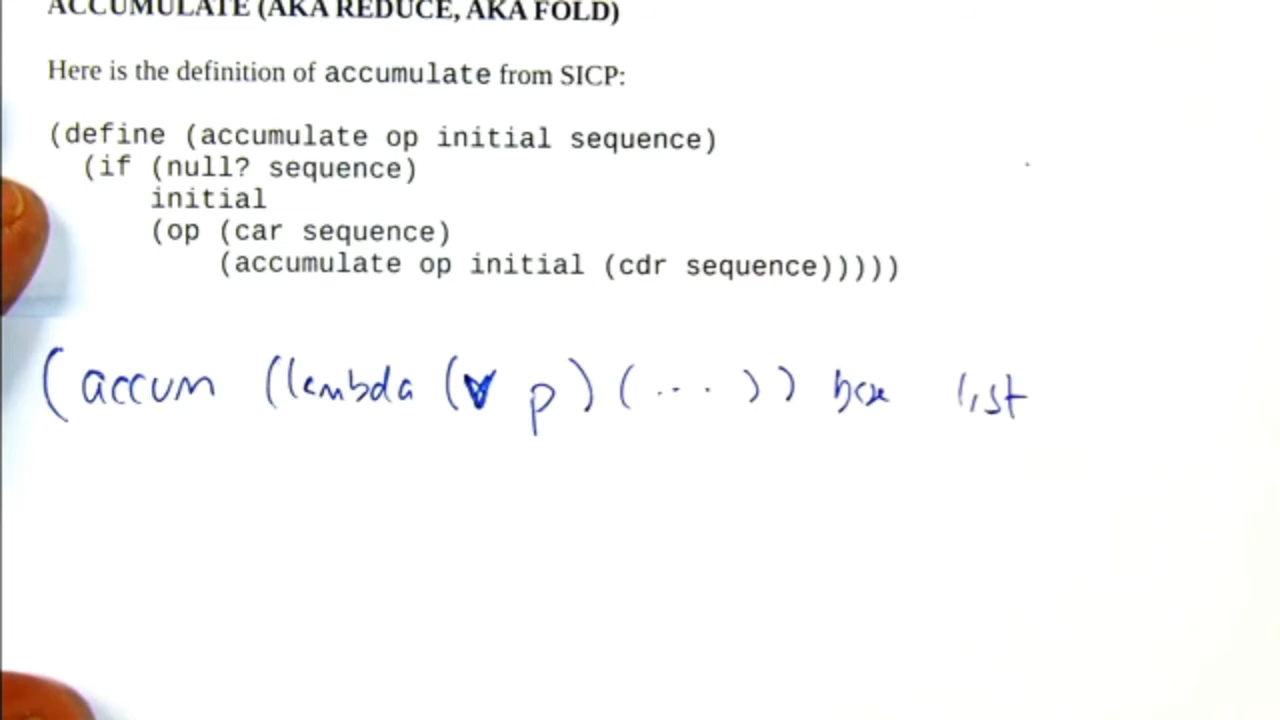 ACCUMULATE (AKA REDUCE, AKA FOLD)
Here is the definition of accumulate from SICP:
(define (accumulate op initial sequence)
(if (null? sequence)
initial
(op (car sequence)
(accumulate op initial (cdr sequence)))))
(accum (lambda (v p) (...)) base list